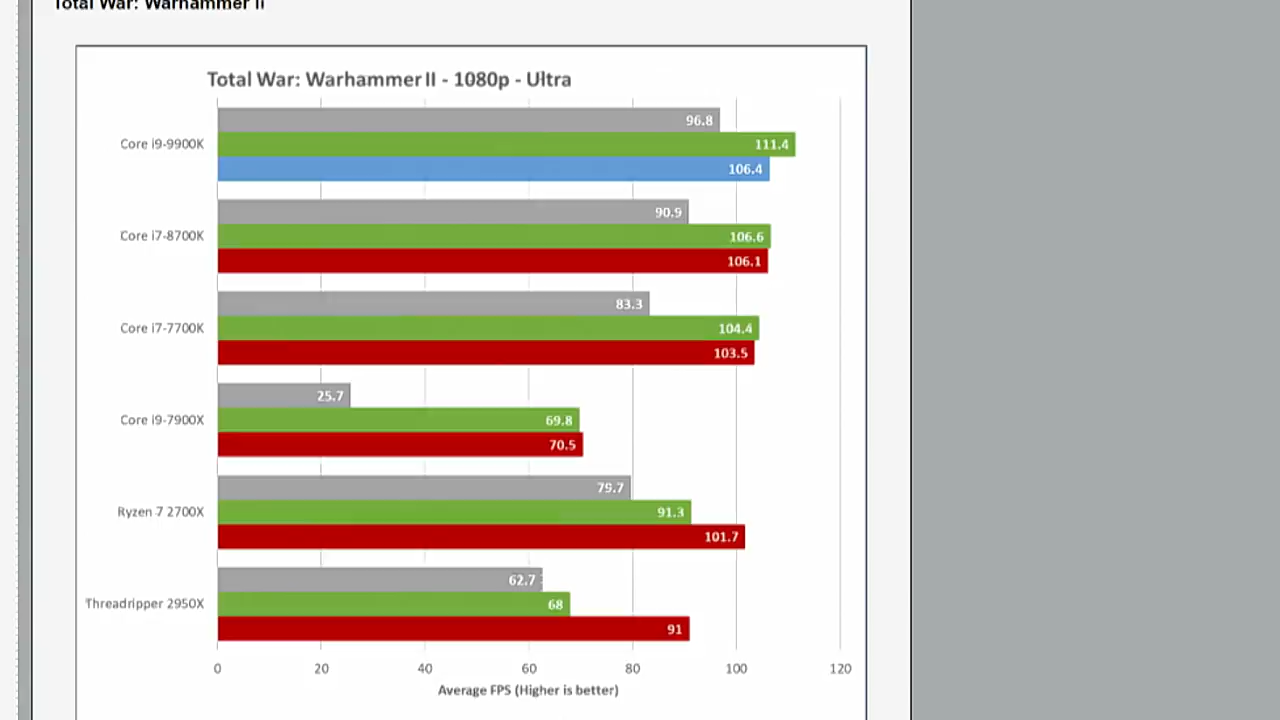 Total War: Warhammer II
Total War: Warhammer II - 1080p - Ultra
96.8
Core i9-9900K
111.4
106.4
90.9
Core i7-8700K
106.6
106.1
83.3
Core i7-7700K
104.4
103.5
25.7
Core i9-7900X
69.8
70.5
79.7
Ryzen 7 2700X
91.3
101.7
62.7
Threadripper 2950X
68
91
0 20 40 60 80 100 120
Average FPS (Higher is better)